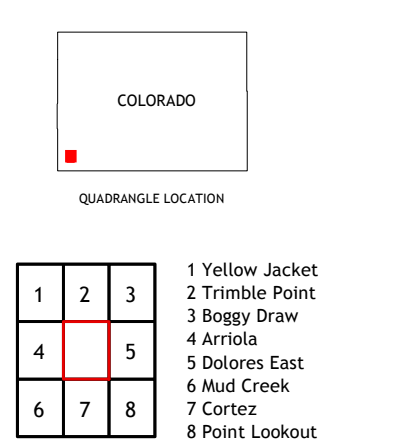 COLORADO
QUADRANGLE LOCATION
1 2 3
4 5
6 7 8
1 Yellow Jacket
2 Trimble Point
3 Boggy Draw
4 Arriola
5 Dolores East
6 Mud Creek
7 Cortez
8 Point Lookout